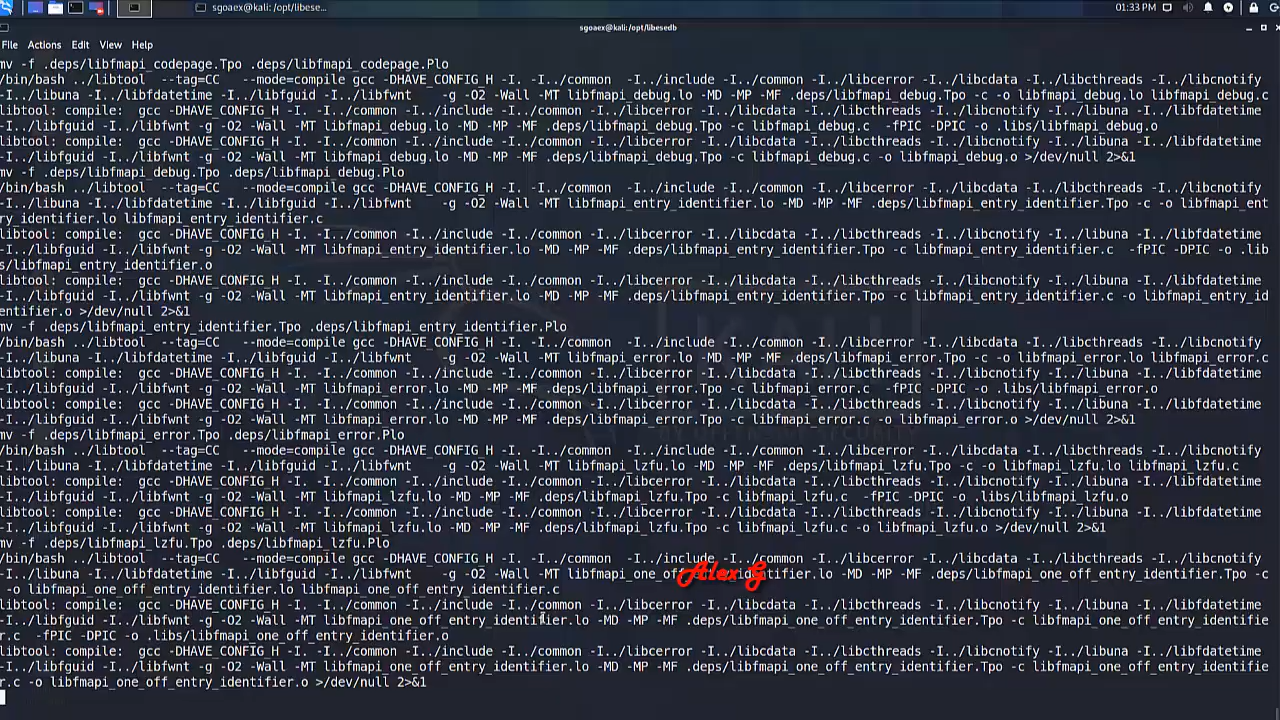 sgoaex@kali: /opt/libese...
01:33 PM
sgoaex@kali:/opt/libesedb
File Actions Edit View Help
mv -f .deps/libfmapi_codepage.Tpo .deps/libfmapi_codepage.Plo
/bin/bash ../libtool  --tag=CC   --mode=compile gcc -DHAVE_CONFIG_H -I. -I../common  -I../include -I../common -I../libcerror -I../libcdata -I../libcthreads -I../libcnotify
-I../libuna -I../libfdatetime -I../libfguid -I../libfwnt    -g -O2 -Wall -MT libfmapi_debug.lo -MD -MP -MF .deps/libfmapi_debug.Tpo -c -o libfmapi_debug.lo libfmapi_debug.c
libtool: compile:  gcc -DHAVE_CONFIG_H -I. -I../common -I../include -I../common -I../libcerror -I../libcdata -I../libcthreads -I../libcnotify -I../libuna -I../libfdatetime
-I../libfguid -I../libfwnt -g -O2 -Wall -MT libfmapi_debug.lo -MD -MP -MF .deps/libfmapi_debug.Tpo -c libfmapi_debug.c  -fPIC -DPIC -o .libs/libfmapi_debug.o
libtool: compile:  gcc -DHAVE_CONFIG_H -I. -I../common -I../include -I../common -I../libcerror -I../libcdata -I../libcthreads -I../libcnotify -I../libuna -I../libfdatetime
-I../libfguid -I../libfwnt -g -O2 -Wall -MT libfmapi_debug.lo -MD -MP -MF .deps/libfmapi_debug.Tpo -c libfmapi_debug.c -o libfmapi_debug.o >/dev/null 2>&1
mv -f .deps/libfmapi_debug.Tpo .deps/libfmapi_debug.Plo
/bin/bash ../libtool  --tag=CC   --mode=compile gcc -DHAVE_CONFIG_H -I. -I../common  -I../include -I../common -I../libcerror -I../libcdata -I../libcthreads -I../libcnotify
-I../libuna -I../libfdatetime -I../libfguid -I../libfwnt    -g -O2 -Wall -MT libfmapi_entry_identifier.lo -MD -MP -MF .deps/libfmapi_entry_identifier.Tpo -c -o libfmapi_ent
ry_identifier.lo libfmapi_entry_identifier.c
libtool: compile:  gcc -DHAVE_CONFIG_H -I. -I../common -I../include -I../common -I../libcerror -I../libcdata -I../libcthreads -I../libcnotify -I../libuna -I../libfdatetime
-I../libfguid -I../libfwnt -g -O2 -Wall -MT libfmapi_entry_identifier.lo -MD -MP -MF .deps/libfmapi_entry_identifier.Tpo -c libfmapi_entry_identifier.c  -fPIC -DPIC -o .lib
s/libfmapi_entry_identifier.o
libtool: compile:  gcc -DHAVE_CONFIG_H -I. -I../common -I../include -I../common -I../libcerror -I../libcdata -I../libcthreads -I../libcnotify -I../libuna -I../libfdatetime
-I../libfguid -I../libfwnt -g -O2 -Wall -MT libfmapi_entry_identifier.lo -MD -MP -MF .deps/libfmapi_entry_identifier.Tpo -c libfmapi_entry_identifier.c -o libfmapi_entry_id
entifier.o >/dev/null 2>&1
mv -f .deps/libfmapi_entry_identifier.Tpo .deps/libfmapi_entry_identifier.Plo
/bin/bash ../libtool  --tag=CC   --mode=compile gcc -DHAVE_CONFIG_H -I. -I../common  -I../include -I../common -I../libcerror -I../libcdata -I../libcthreads -I../libcnotify
-I../libuna -I../libfdatetime -I../libfguid -I../libfwnt    -g -O2 -Wall -MT libfmapi_error.lo -MD -MP -MF .deps/libfmapi_error.Tpo -c -o libfmapi_error.lo libfmapi_error.c
libtool: compile:  gcc -DHAVE_CONFIG_H -I. -I../common -I../include -I../common -I../libcerror -I../libcdata -I../libcthreads -I../libcnotify -I../libuna -I../libfdatetime
-I../libfguid -I../libfwnt -g -O2 -Wall -MT libfmapi_error.lo -MD -MP -MF .deps/libfmapi_error.Tpo -c libfmapi_error.c  -fPIC -DPIC -o .libs/libfmapi_error.o
libtool: compile:  gcc -DHAVE_CONFIG_H -I. -I../common -I../include -I../common -I../libcerror -I../libcdata -I../libcthreads -I../libcnotify -I../libuna -I../libfdatetime
-I../libfguid -I../libfwnt -g -O2 -Wall -MT libfmapi_error.lo -MD -MP -MF .deps/libfmapi_error.Tpo -c libfmapi_error.c -o libfmapi_error.o >/dev/null 2>&1
mv -f .deps/libfmapi_error.Tpo .deps/libfmapi_error.Plo
/bin/bash ../libtool  --tag=CC   --mode=compile gcc -DHAVE_CONFIG_H -I. -I../common  -I../include -I../common -I../libcerror -I../libcdata -I../libcthreads -I../libcnotify
-I../libuna -I../libfdatetime -I../libfguid -I../libfwnt    -g -O2 -Wall -MT libfmapi_lzfu.lo -MD -MP -MF .deps/libfmapi_lzfu.Tpo -c -o libfmapi_lzfu.lo libfmapi_lzfu.c
libtool: compile:  gcc -DHAVE_CONFIG_H -I. -I../common -I../include -I../common -I../libcerror -I../libcdata -I../libcthreads -I../libcnotify -I../libuna -I../libfdatetime
-I../libfguid -I../libfwnt -g -O2 -Wall -MT libfmapi_lzfu.lo -MD -MP -MF .deps/libfmapi_lzfu.Tpo -c libfmapi_lzfu.c  -fPIC -DPIC -o .libs/libfmapi_lzfu.o
libtool: compile:  gcc -DHAVE_CONFIG_H -I. -I../common -I../include -I../common -I../libcerror -I../libcdata -I../libcthreads -I../libcnotify -I../libuna -I../libfdatetime
-I../libfguid -I../libfwnt -g -O2 -Wall -MT libfmapi_lzfu.lo -MD -MP -MF .deps/libfmapi_lzfu.Tpo -c libfmapi_lzfu.c -o libfmapi_lzfu.o >/dev/null 2>&1
mv -f .deps/libfmapi_lzfu.Tpo .deps/libfmapi_lzfu.Plo
/bin/bash ../libtool  --tag=CC   --mode=compile gcc -DHAVE_CONFIG_H -I. -I../common  -I../include -I../common -I../libcerror -I../libcdata -I../libcthreads -I../libcnotify
-I../libuna -I../libfdatetime -I../libfguid -I../libfwnt    -g -O2 -Wall -MT libfmapi_one_off_entry_identifier.lo -MD -MP -MF .deps/libfmapi_one_off_entry_identifier.Tpo -c
Alex G
-o libfmapi_one_off_entry_identifier.lo libfmapi_one_off_entry_identifier.c
libtool: compile:  gcc -DHAVE_CONFIG_H -I. -I../common -I../include -I../common -I../libcerror -I../libcdata -I../libcthreads -I../libcnotify -I../libuna -I../libfdatetime
-I../libfguid -I../libfwnt -g -O2 -Wall -MT libfmapi_one_off_entry_identifier.lo -MD -MP -MF .deps/libfmapi_one_off_entry_identifier.Tpo -c libfmapi_one_off_entry_identifie
r.c  -fPIC -DPIC -o .libs/libfmapi_one_off_entry_identifier.o
libtool: compile:  gcc -DHAVE_CONFIG_H -I. -I../common -I../include -I../common -I../libcerror -I../libcdata -I../libcthreads -I../libcnotify -I../libuna -I../libfdatetime
-I../libfguid -I../libfwnt -g -O2 -Wall -MT libfmapi_one_off_entry_identifier.lo -MD -MP -MF .deps/libfmapi_one_off_entry_identifier.Tpo -c libfmapi_one_off_entry_identifie
r.c -o libfmapi_one_off_entry_identifier.o >/dev/null 2>&1